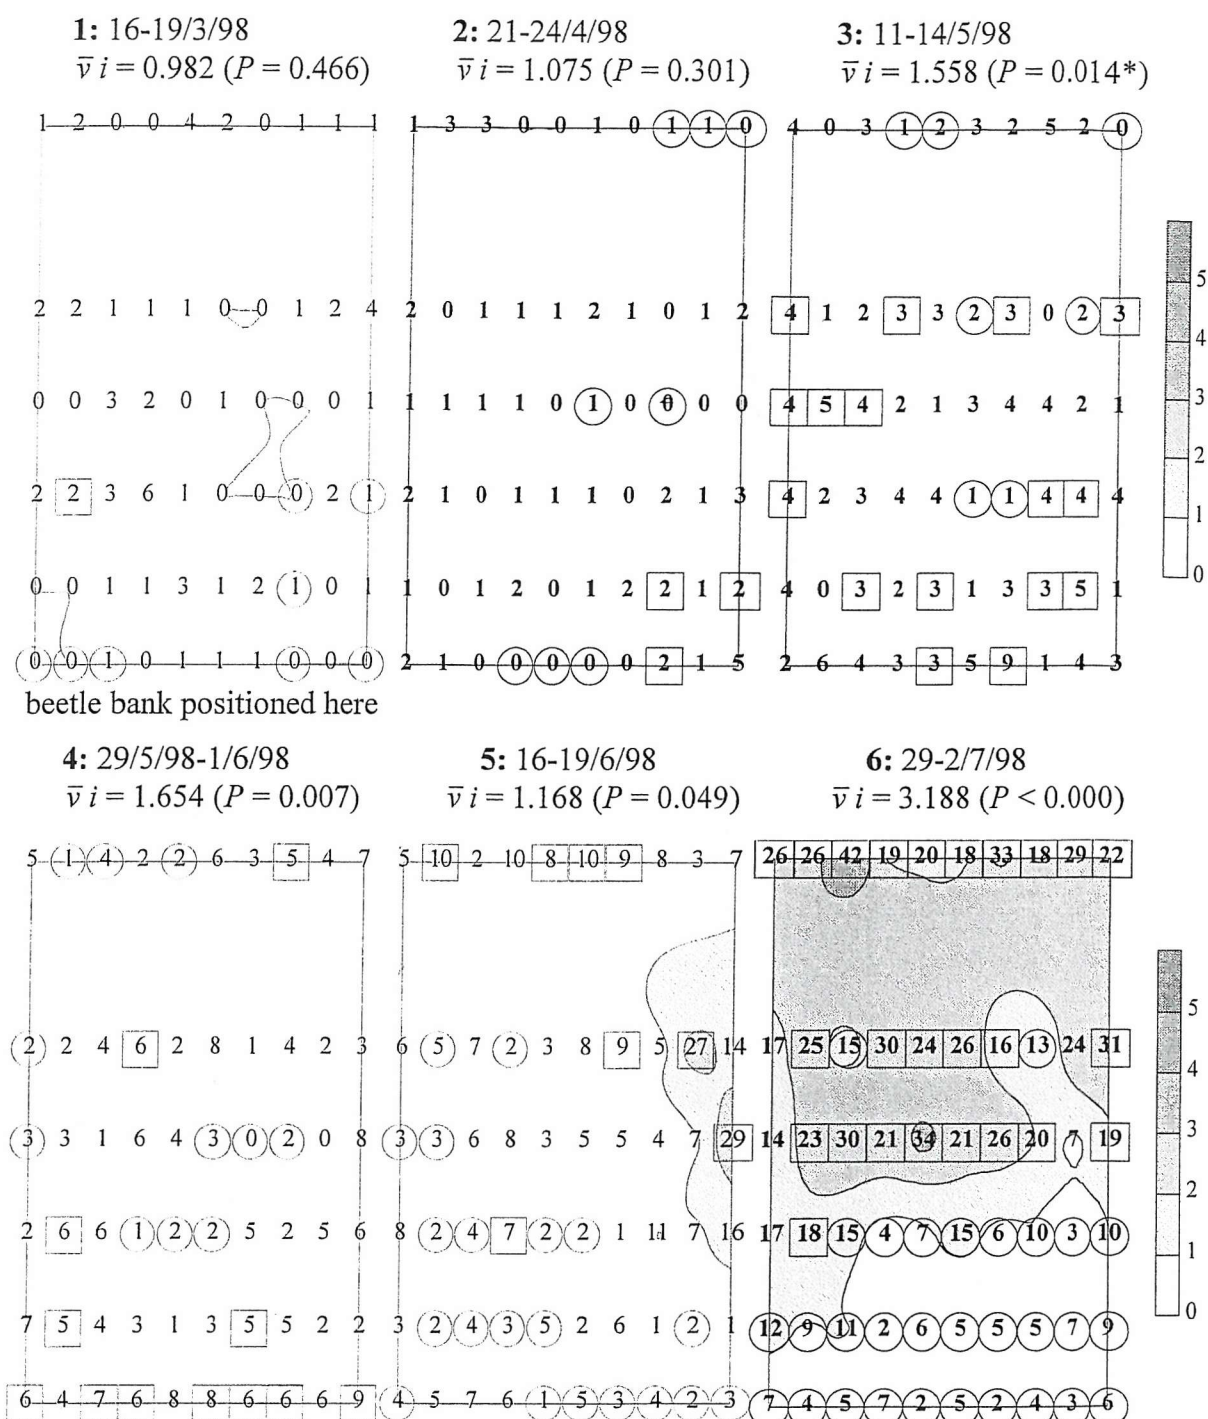 1: 16-19/3/98 2: 21-24/4/98 3: 11-14/5/98
v̄ i = 0.982 (P = 0.466) v̄ i = 1.075 (P = 0.301) v̄ i = 1.558 (P = 0.014*)
1 2 0 0 4 2 0 1 1 1 1 3 3 0 0 1 0 1 1 0 4 0 3 1 2 3 2 5 2 0
5
2 2 1 1 1 0 0 1 2 4 2 0 1 1 1 2 1 0 1 2 4 1 2 3 3 2 3 0 2 3
4
0 0 3 2 0 1 0 0 0 1 1 1 1 1 0 1 0 0 0 0 4 5 4 2 1 3 4 4 2 1
3
2
2 2 3 6 1 0 0 0 2 1 2 1 0 1 1 1 0 2 1 3 4 2 3 4 4 1 1 4 4 4
1
0 0 1 1 3 1 2 1 0 1 1 0 1 2 0 1 2 2 1 2 4 0 3 2 3 1 3 3 5 1
0
0 0 1 0 1 1 1 0 0 0 2 1 0 0 0 0 0 2 1 5 2 6 4 3 3 5 9 1 4 3
beetle bank positioned here
4: 29/5/98-1/6/98 5: 16-19/6/98 6: 29-2/7/98
v̄ i = 1.654 (P = 0.007) v̄ i = 1.168 (P = 0.049) v̄ i = 3.188 (P < 0.000)
5 1 4 2 2 6 3 5 4 7 5 10 2 10 8 10 9 8 3 7 26 26 42 19 20 18 33 18 29 22
5
2 2 4 6 2 8 1 4 2 3 6 5 7 2 3 8 9 5 27 14 17 25 15 30 24 26 16 13 24 31
4
3 3 1 6 4 3 0 2 0 8 3 3 6 8 3 5 5 4 7 29 14 23 30 21 34 21 26 20 7 19
3
2
2 6 6 1 2 2 5 2 5 6 8 2 4 7 2 2 1 11 7 16 17 18 15 4 7 15 6 10 3 10
1
7 5 4 3 1 3 5 5 2 2 3 2 4 3 5 2 6 1 2 1 12 9 11 2 6 5 5 5 7 9
0
6 4 7 6 8 8 6 6 6 9 4 5 7 6 1 5 3 4 2 3 7 4 5 7 2 5 2 4 3 6